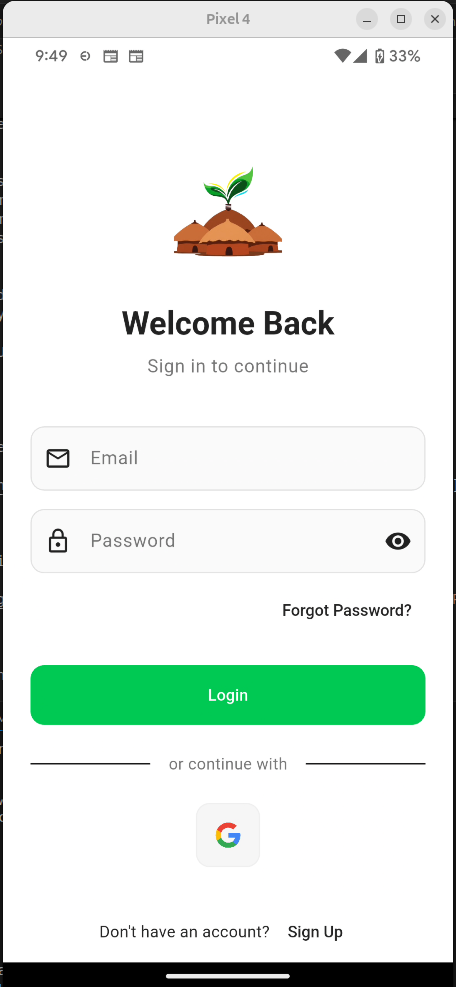 Pixel 4
9:49 33%
Welcome Back
Sign in to continue
Email
Password
Forgot Password?
Login
or continue with
G
Don't have an account? Sign Up